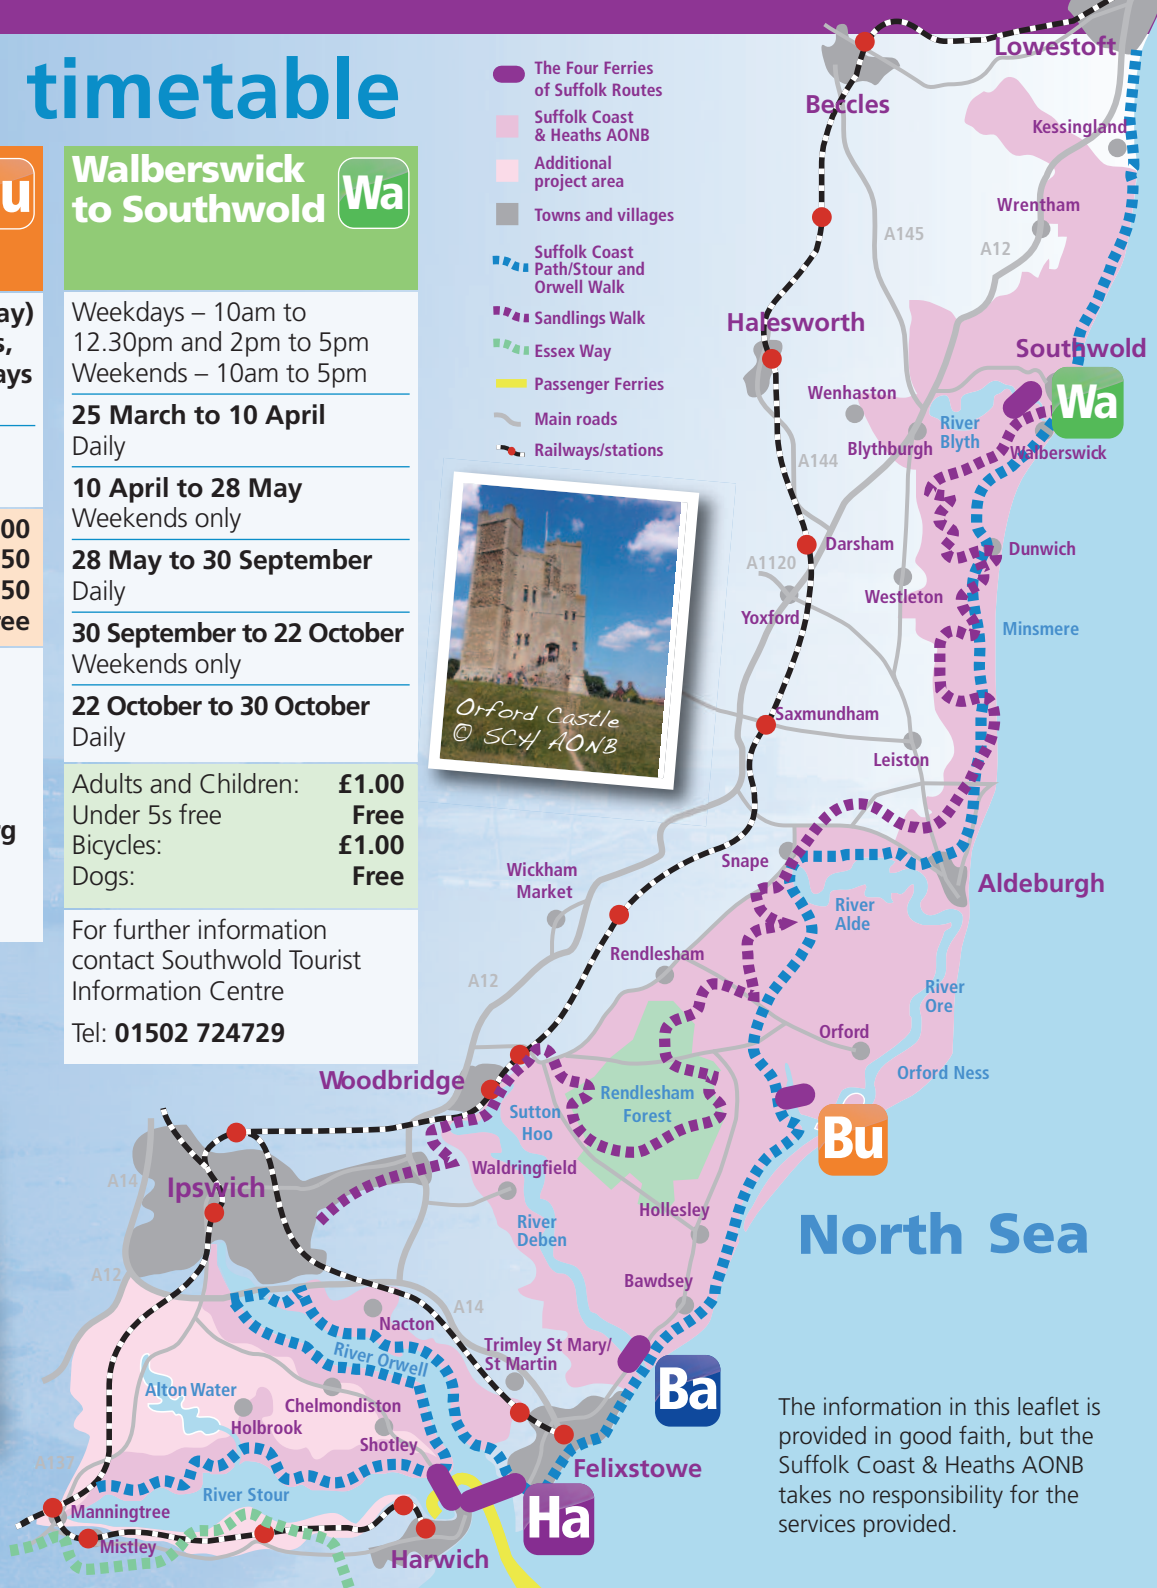 timetable
u
Walberswick
to Southwold
Wa
ay)
s,
ays
00
50
50
ree
g
Weekdays – 10am to
12.30pm and 2pm to 5pm
Weekends – 10am to 5pm
25 March to 10 April
Daily
10 April to 28 May
Weekends only
28 May to 30 September
Daily
30 September to 22 October
Weekends only
22 October to 30 October
Daily
Adults and Children: £1.00
Under 5s free Free
Bicycles: £1.00
Dogs: Free
For further information
contact Southwold Tourist
Information Centre
Tel: 01502 724729
The Four Ferries
of Suffolk Routes
Suffolk Coast
& Heaths AONB
Additional
project area
Towns and villages
Suffolk Coast
Path/Stour and
Orwell Walk
Sandlings Walk
Essex Way
Passenger Ferries
Main roads
Railways/stations
Orford Castle
© SCH AONB
Lowestoft
Beccles
Kessingland
Wrentham
A145
A12
Halesworth
Southwold
Wenhaston
Wa
River
Blyth
Blythburgh
Walberswick
A144
Darsham
Dunwich
A1120
Westleton
Yoxford
Minsmere
Saxmundham
Leiston
Snape
Wickham
Market
Aldeburgh
River
Alde
Rendlesham
A12
River
Ore
Orford
Orford Ness
Woodbridge
Rendlesham
Forest
Sutton
Hoo
Bu
Waldringfield
A14
Ipswich
Hollesley
River
Deben
North Sea
A12
Bawdsey
A14
Nacton
Trimley St Mary/
St Martin
River Orwell
Ba
Alton Water
Chelmondiston
Holbrook
Shotley
A137
Felixstowe
River Stour
Manningtree
Ha
Mistley
Harwich
The information in this leaflet is
provided in good faith, but the
Suffolk Coast & Heaths AONB
takes no responsibility for the
services provided.